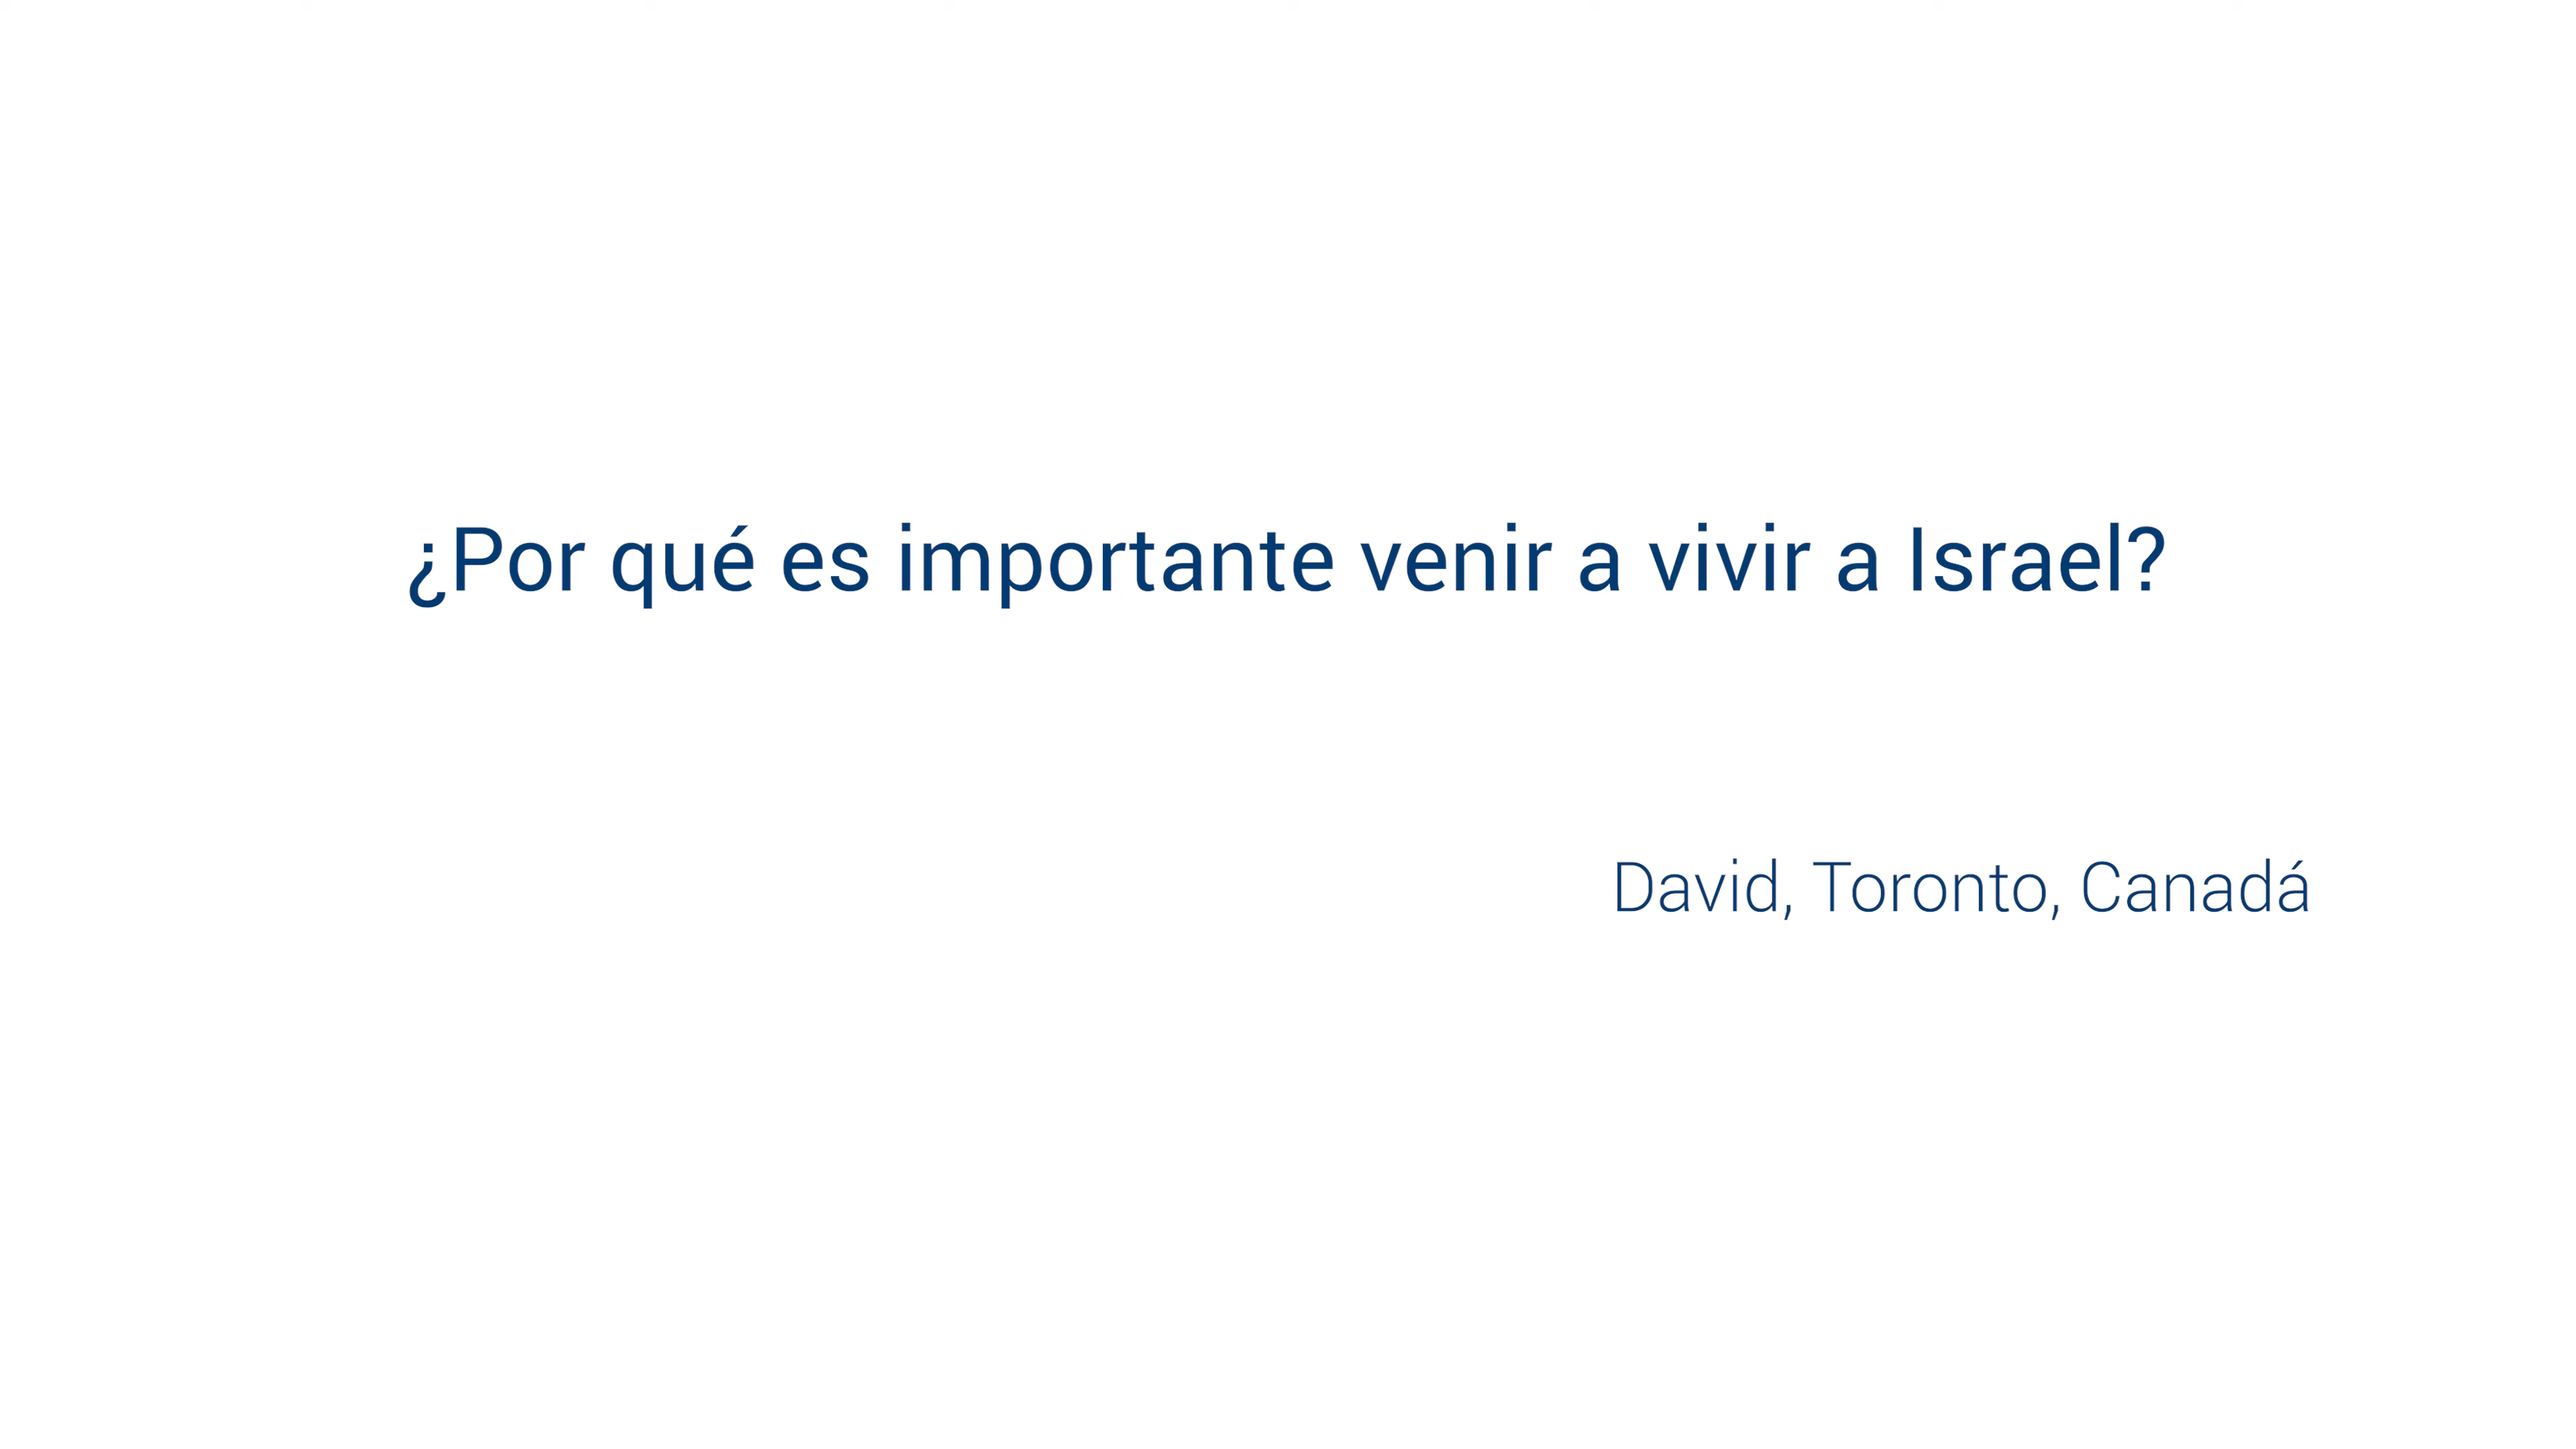 ¿Por qué es importante venir a vivir a Israel?
David, Toronto, Canadá